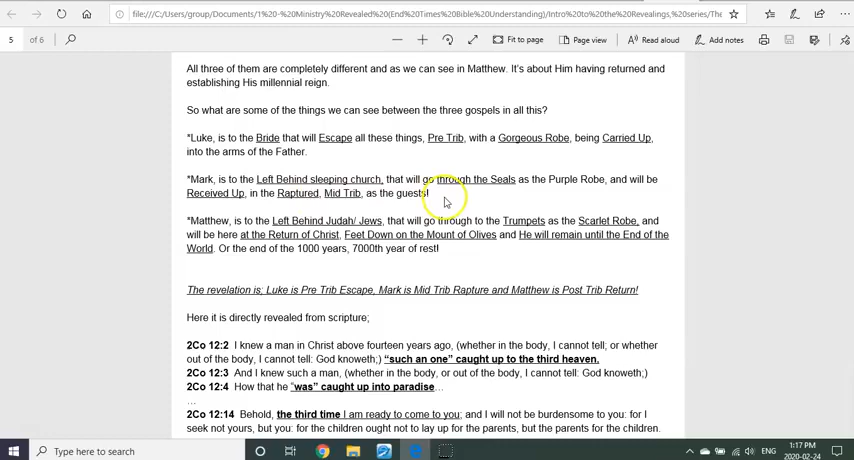 file:///C:/Users/group/Documents/1%20-%20Ministry%20Revealed%20(End%20Times%20Bible%20Understanding)/Intro%20to%20the%20Revealings,%20series/The
5 of 6 Fit to page Page view Read aloud Add notes
All three of them are completely different and as we can see in Matthew. It's about Him having returned and
establishing His millennial reign.
So what are some of the things we can see between the three gospels in all this?
*Luke, is to the Bride that will Escape all these things, Pre Trib, with a Gorgeous Robe, being Carried Up,
into the arms of the Father.
*Mark, is to the Left Behind sleeping church, that will go through the Seals as the Purple Robe, and will be
Received Up, in the Raptured, Mid Trib, as the guests!
*Matthew, is to the Left Behind Judah/ Jews, that will go through to the Trumpets as the Scarlet Robe, and
will be here at the Return of Christ, Feet Down on the Mount of Olives and He will remain until the End of the
World. Or the end of the 1000 years, 7000th year of rest!
The revelation is; Luke is Pre Trib Escape, Mark is Mid Trib Rapture and Matthew is Post Trib Return!
Here it is directly revealed from scripture;
2Co 12:2 I knew a man in Christ above fourteen years ago, (whether in the body, I cannot tell; or whether
out of the body, I cannot tell: God knoweth;) "such an one" caught up to the third heaven.
2Co 12:3 And I knew such a man, (whether in the body, or out of the body, I cannot tell: God knoweth;)
2Co 12:4 How that he "was" caught up into paradise…
…
2Co 12:14 Behold, the third time I am ready to come to you; and I will not be burdensome to you: for I
seek not yours, but you: for the children ought not to lay up for the parents, but the parents for the children.
Type here to search
ENG
1:17 PM
2020-02-24